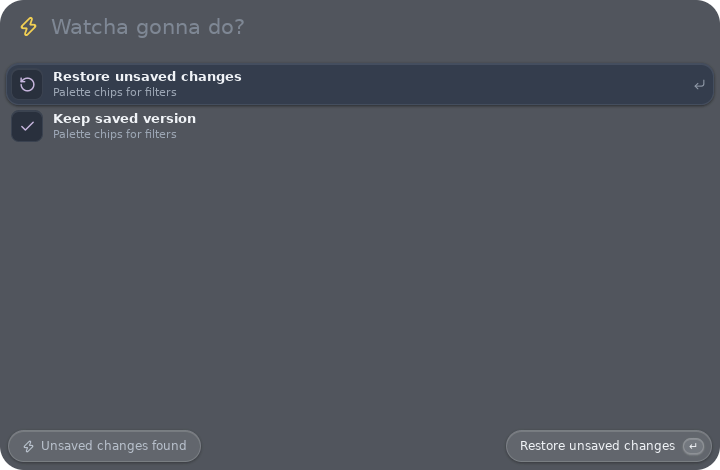 Watcha gonna do?
Restore unsaved changes
Palette chips for filters
Keep saved version
Palette chips for filters
Unsaved changes found
Restore unsaved changes